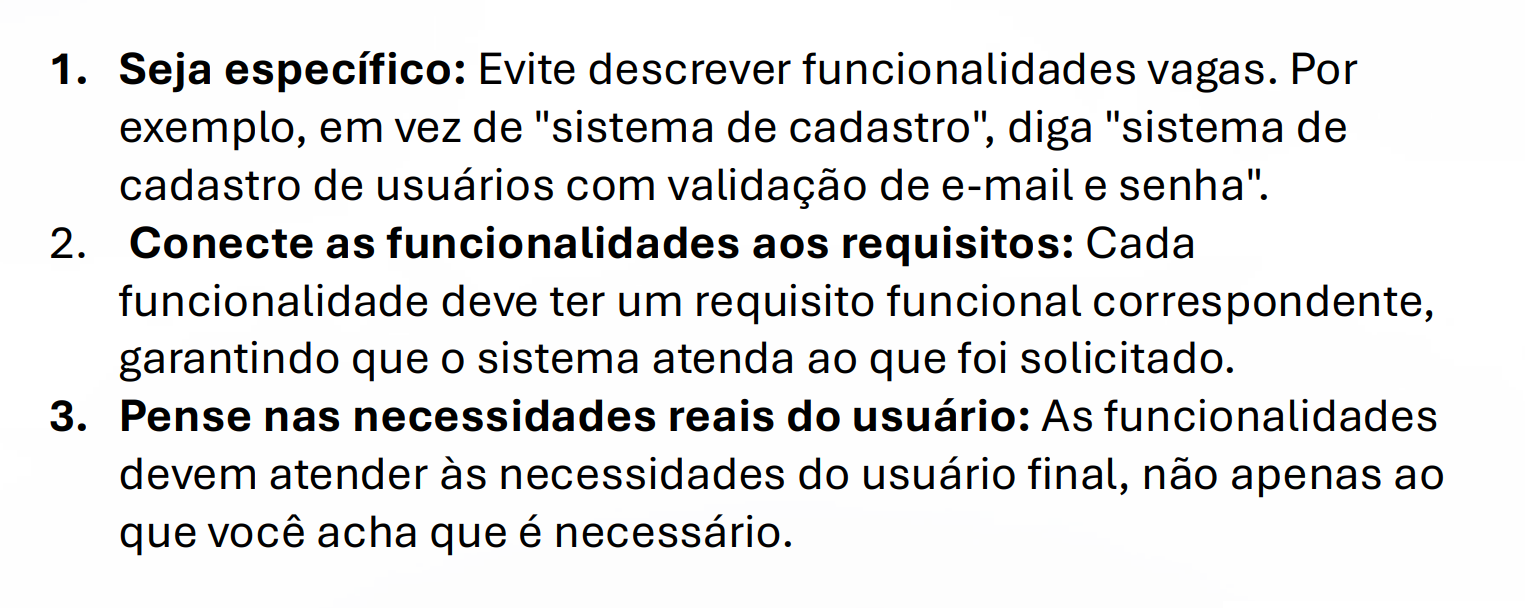 1. Seja específico: Evite descrever funcionalidades vagas. Por
exemplo, em vez de "sistema de cadastro", diga "sistema de
cadastro de usuários com validação de e-mail e senha".
2. Conecte as funcionalidades aos requisitos: Cada
funcionalidade deve ter um requisito funcional correspondente,
garantindo que o sistema atenda ao que foi solicitado.
3. Pense nas necessidades reais do usuário: As funcionalidades
devem atender às necessidades do usuário final, não apenas ao
que você acha que é necessário.